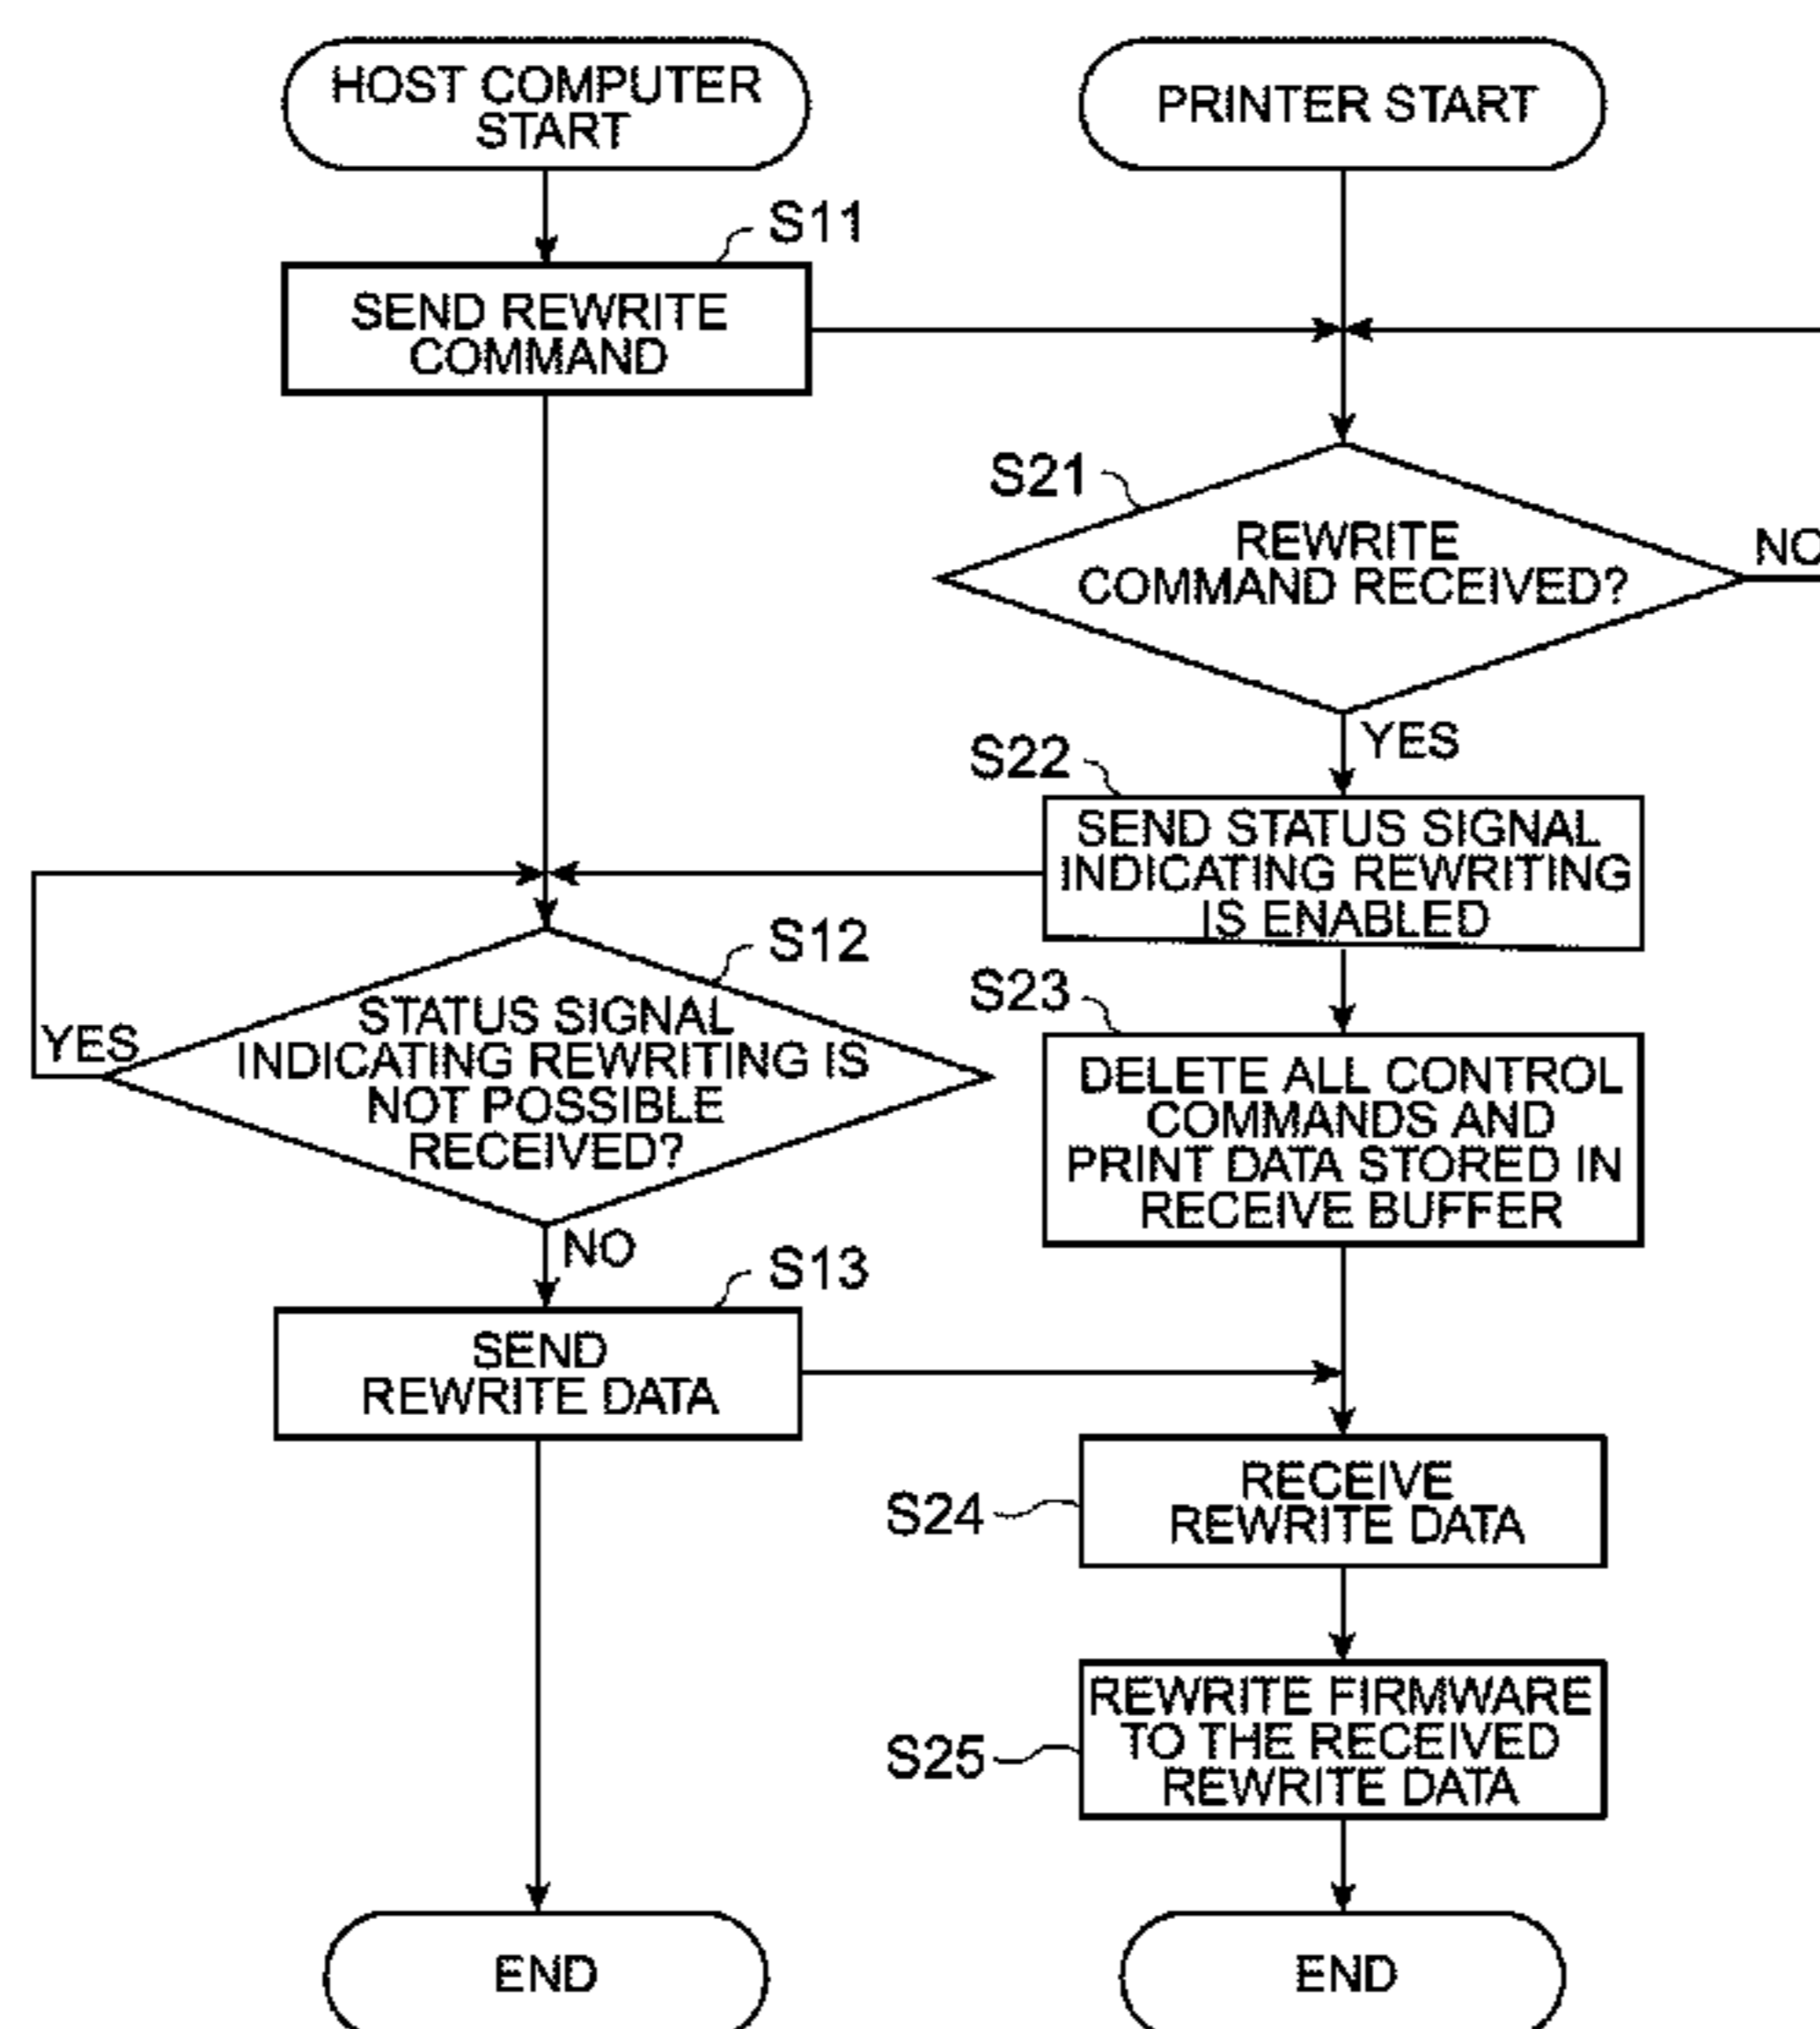 HOST COMPUTER
START
PRINTER START
S11
SEND REWRITE
COMMAND
S21
REWRITE
COMMAND RECEIVED?
NO
YES
S22
SEND STATUS SIGNAL
INDICATING REWRITING
IS ENABLED
S12
STATUS SIGNAL
INDICATING REWRITING IS
NOT POSSIBLE
RECEIVED?
YES
NO
S23
DELETE ALL CONTROL
COMMANDS AND
PRINT DATA STORED IN
RECEIVE BUFFER
S13
SEND
REWRITE DATA
S24
RECEIVE
REWRITE DATA
S25
REWRITE FIRMWARE
TO THE RECEIVED
REWRITE DATA
END
END